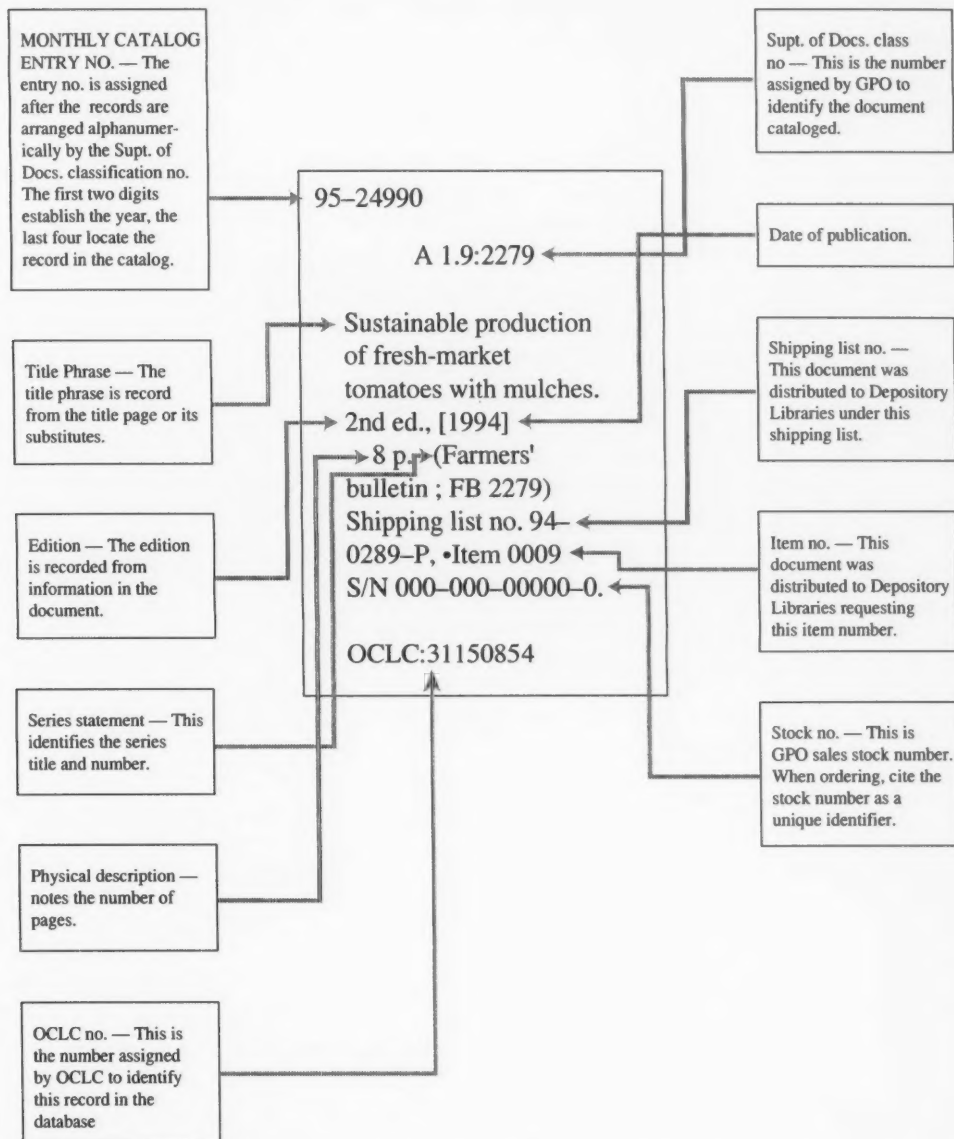 MONTHLY CATALOG
ENTRY NO. — The
entry no. is assigned
after the records are
arranged alphanumer-
ically by the Supt. of
Docs. classification no.
The first two digits
establish the year, the
last four locate the
record in the catalog.
Title Phrase — The
title phrase is record
from the title page or its
substitutes.
Edition — The edition
is recorded from
information in the
document.
Series statement — This
identifies the series
title and number.
Physical description —
notes the number of
pages.
OCLC no. — This is
the number assigned
by OCLC to identify
this record in the
database
95–24990
A 1.9:2279
Sustainable production
of fresh-market
tomatoes with mulches.
2nd ed., [1994]
8 p. (Farmers'
bulletin ; FB 2279)
Shipping list no. 94–
0289–P, •Item 0009
S/N 000–000–00000–0.
OCLC:31150854
Supt. of Docs. class
no — This is the number
assigned by GPO to
identify the document
cataloged.
Date of publication.
Shipping list no. —
This document was
distributed to Depository
Libraries under this
shipping list.
Item no. — This
document was
distributed to Depository
Libraries requesting
this item number.
Stock no. — This is
GPO sales stock number.
When ordering, cite the
stock number as a
unique identifier.